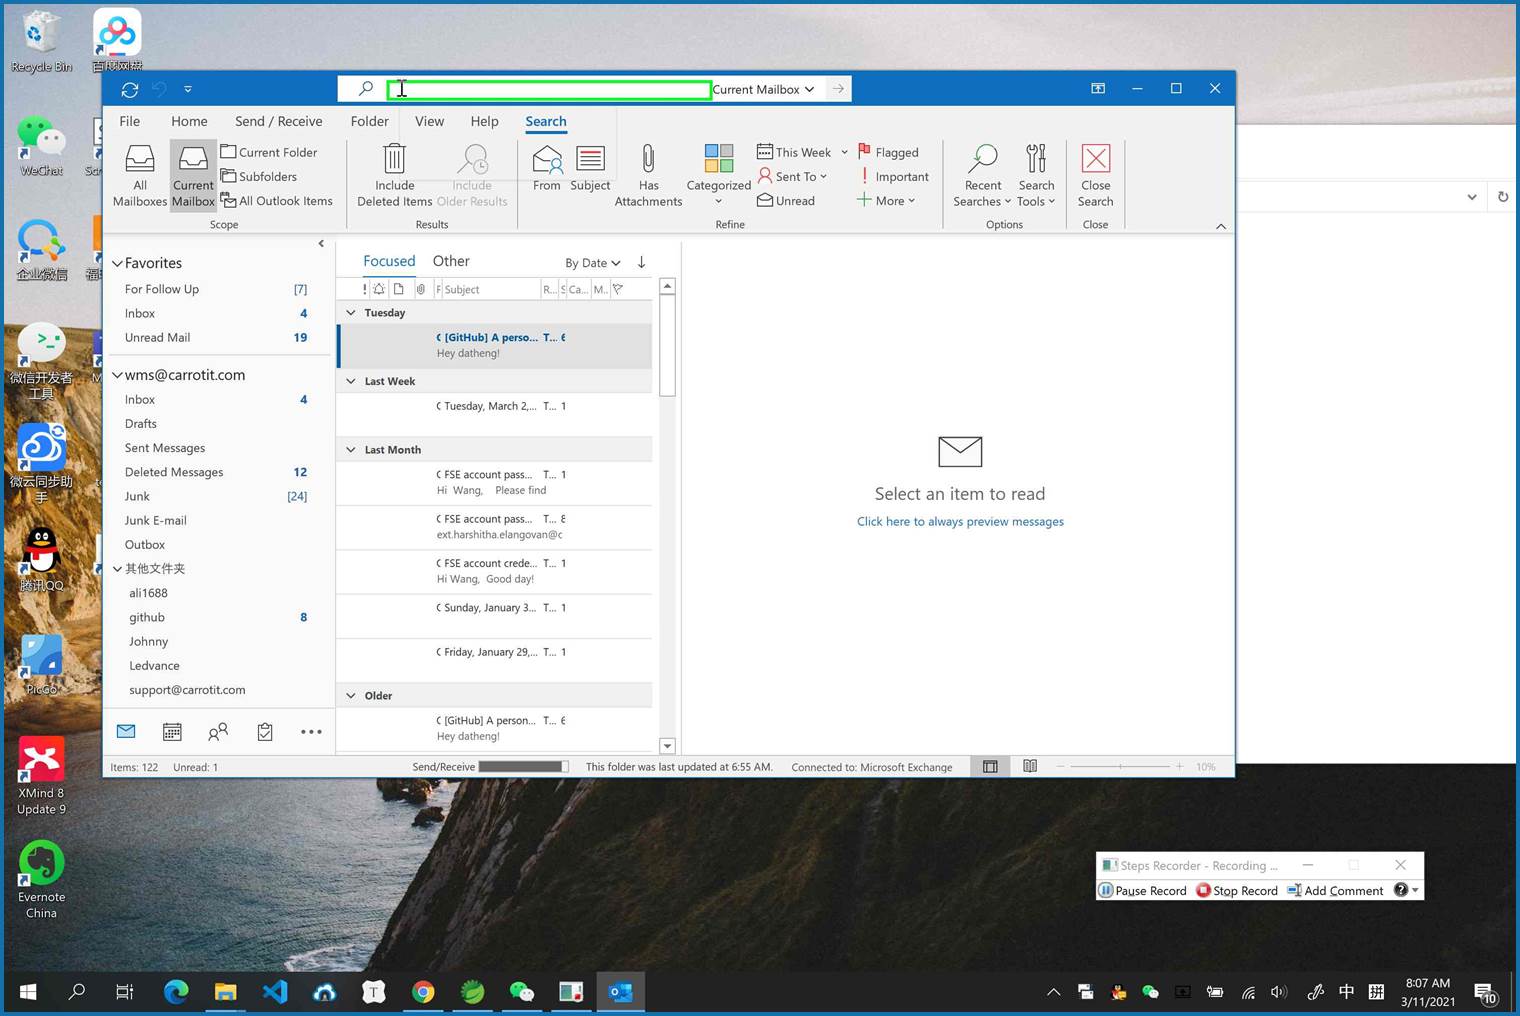 Recycle Bin
百度网盘
WeChat
企业微信
微信开发者
工具
微云同步助
手
腾讯QQ
PicGo
XMind 8
Update 9
Evernote
China
Current Mailbox
File Home Send / Receive Folder View Help Search
All
Mailboxes
Current
Mailbox
Current Folder
Subfolders
All Outlook Items
Scope
Include
Deleted Items
Include
Older Results
Results
From
Subject
Has
Attachments
Categorized
This Week
Sent To
Unread
Flagged
Important
More
Refine
Recent
Searches
Search
Tools
Options
Close
Search
Close
Favorites
For Follow Up [7]
Inbox 4
Unread Mail 19
wms@carrotit.com
Inbox 4
Drafts
Sent Messages
Deleted Messages 12
Junk [24]
Junk E-mail
Outbox
其他文件夹
ali1688
github 8
Johnny
Ledvance
support@carrotit.com
Focused Other By Date
! F Subject R... S Ca... M..
Tuesday
[GitHub] A perso... T... 6
Hey datheng!
Last Week
Tuesday, March 2,... T... 1
Last Month
FSE account pass... T... 1
Hi Wang, Please find
FSE account pass... T... 8
ext.harshitha.elangovan@c
FSE account crede... T... 1
Hi Wang, Good day!
Sunday, January 3... T... 1
Friday, January 29,... T... 1
Older
[GitHub] A person... T... 6
Hey datheng!
Select an item to read
Click here to always preview messages
Items: 122 Unread: 1 Send/Receive This folder was last updated at 6:55 AM. Connected to: Microsoft Exchange 10%
Steps Recorder - Recording ...
Pause Record Stop Record Add Comment
中 拼
8:07 AM
3/11/2021
10